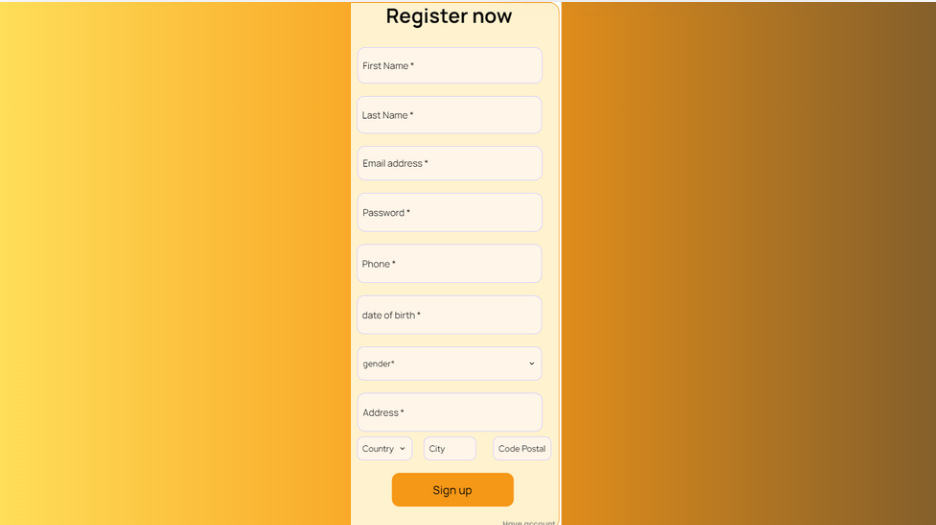 Register now
First Name *
Last Name *
Email address *
Password *
Phone *
date of birth *
gender*
Address *
Country City Code Postal
Sign up
Have account